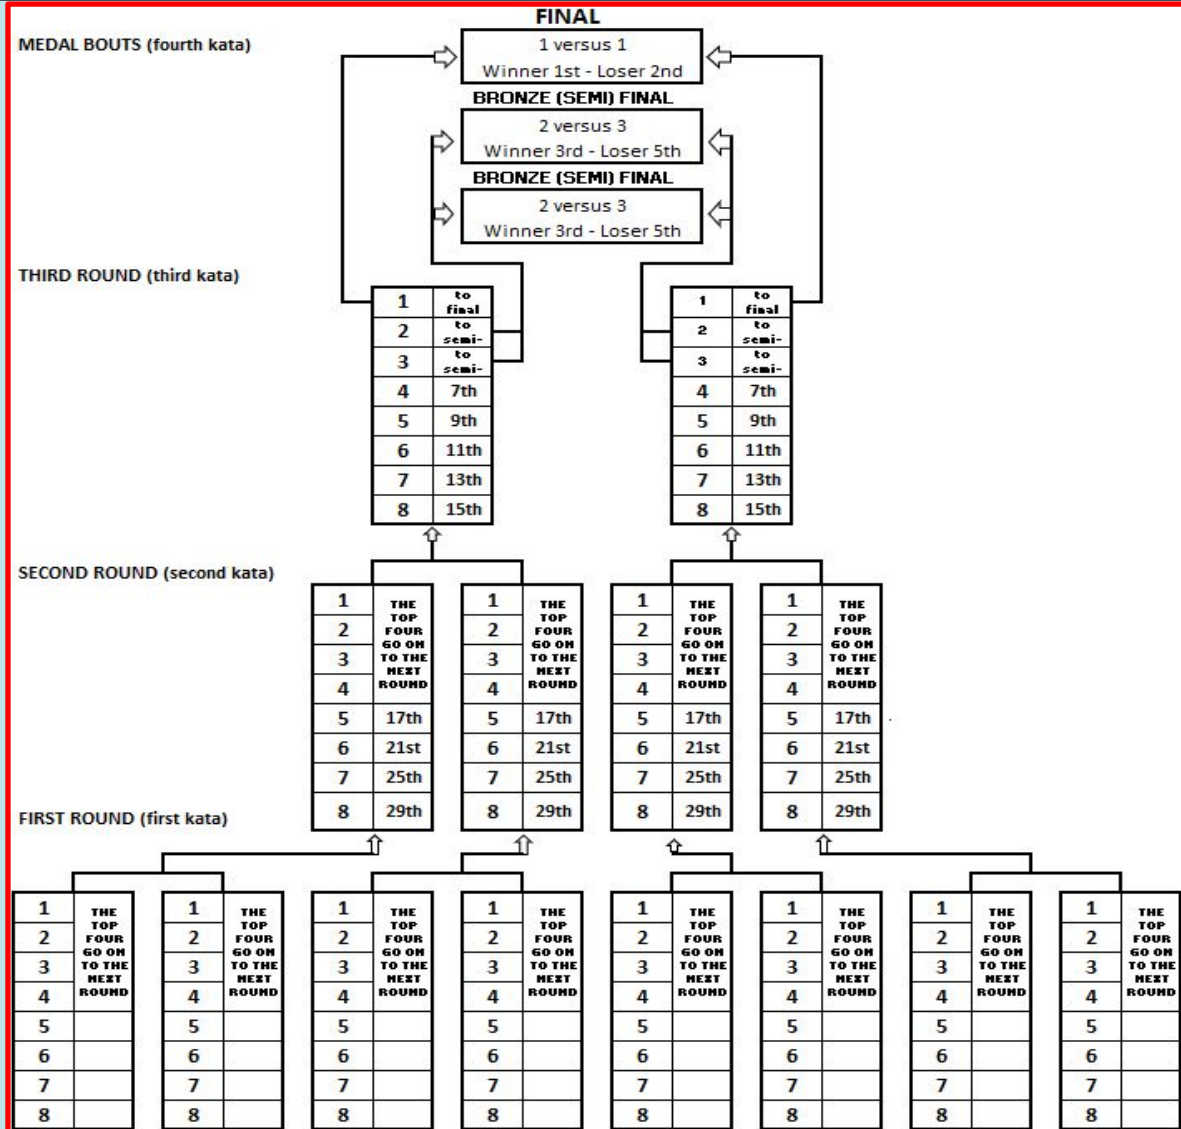 FINAL
MEDAL BOUTS (fourth kata)
1 versus 1
Winner 1st - Loser 2nd
BRONZE (SEMI) FINAL
2 versus 3
Winner 3rd - Loser 5th
BRONZE (SEMI) FINAL
2 versus 3
Winner 3rd - Loser 5th
THIRD ROUND (third kata)
1 to final 1 to final
2 to semi- 2 to semi-
3 to semi- 3 to semi-
4 7th 4 7th
5 9th 5 9th
6 11th 6 11th
7 13th 7 13th
8 15th 8 15th
SECOND ROUND (second kata)
1 1 1 1
2 2 2 2
3 3 3 3
4 4 4 4
THE THE THE THE
TOP TOP TOP TOP
FOUR FOUR FOUR FOUR
GO ON GO ON GO ON GO ON
TO THE TO THE TO THE TO THE
NEXT NEXT NEXT NEXT
ROUND ROUND ROUND ROUND
5 17th 5 17th 5 17th 5 17th
6 21st 6 21st 6 21st 6 21st
7 25th 7 25th 7 25th 7 25th
8 29th 8 29th 8 29th 8 29th
FIRST ROUND (first kata)
1 1 1 1 1 1 1 1
2 2 2 2 2 2 2 2
3 3 3 3 3 3 3 3
4 4 4 4 4 4 4 4
THE THE THE THE THE THE THE THE
TOP TOP TOP TOP TOP TOP TOP TOP
FOUR FOUR FOUR FOUR FOUR FOUR FOUR FOUR
GO ON GO ON GO ON GO ON GO ON GO ON GO ON GO ON
TO THE TO THE TO THE TO THE TO THE TO THE TO THE TO THE
NEXT NEXT NEXT NEXT NEXT NEXT NEXT NEXT
ROUND ROUND ROUND ROUND ROUND ROUND ROUND ROUND
5 5 5 5 5 5 5 5
6 6 6 6 6 6 6 6
7 7 7 7 7 7 7 7
8 8 8 8 8 8 8 8